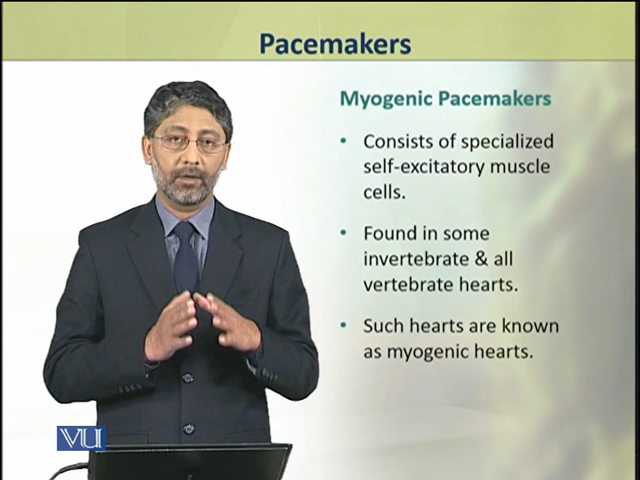 Pacemakers
Myogenic Pacemakers
• Consists of specialized
self-excitatory muscle
cells.
• Found in some
invertebrate & all
vertebrate hearts.
• Such hearts are known
as myogenic hearts.
VU